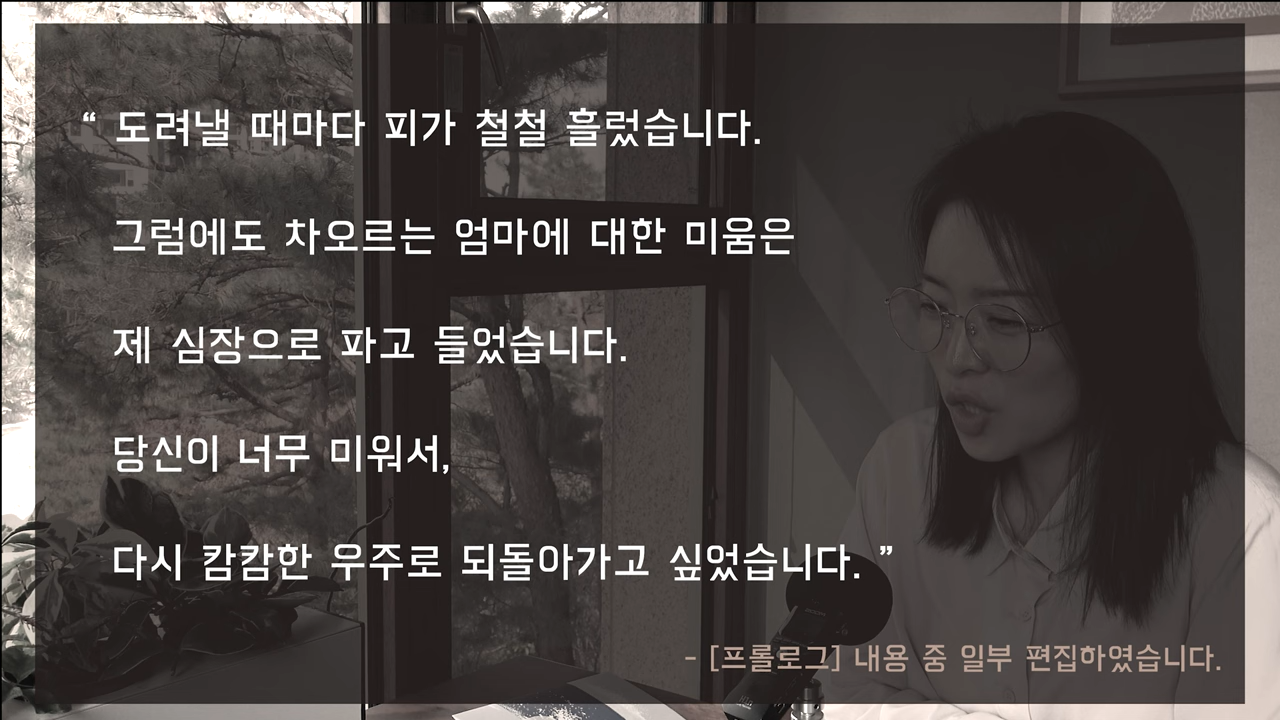 “ 도려낼 때마다 피가 철철 흘렀습니다.
그럼에도 차오르는 엄마에 대한 미움은
제 심장으로 파고 들었습니다.
당신이 너무 미워서,
다시 캄캄한 우주로 되돌아가고 싶었습니다. ”
- [프롤로그] 내용 중 일부 편집하였습니다.